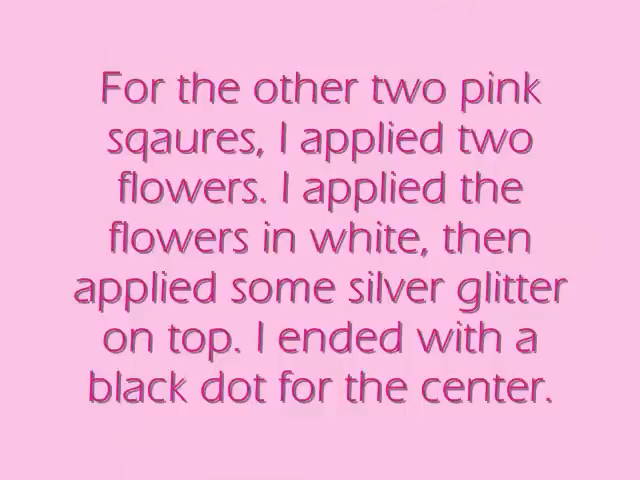 For the other two pink
sqaures, I applied two
flowers. I applied the
flowers in white, then
applied some silver glitter
on top. I ended with a
black dot for the center.